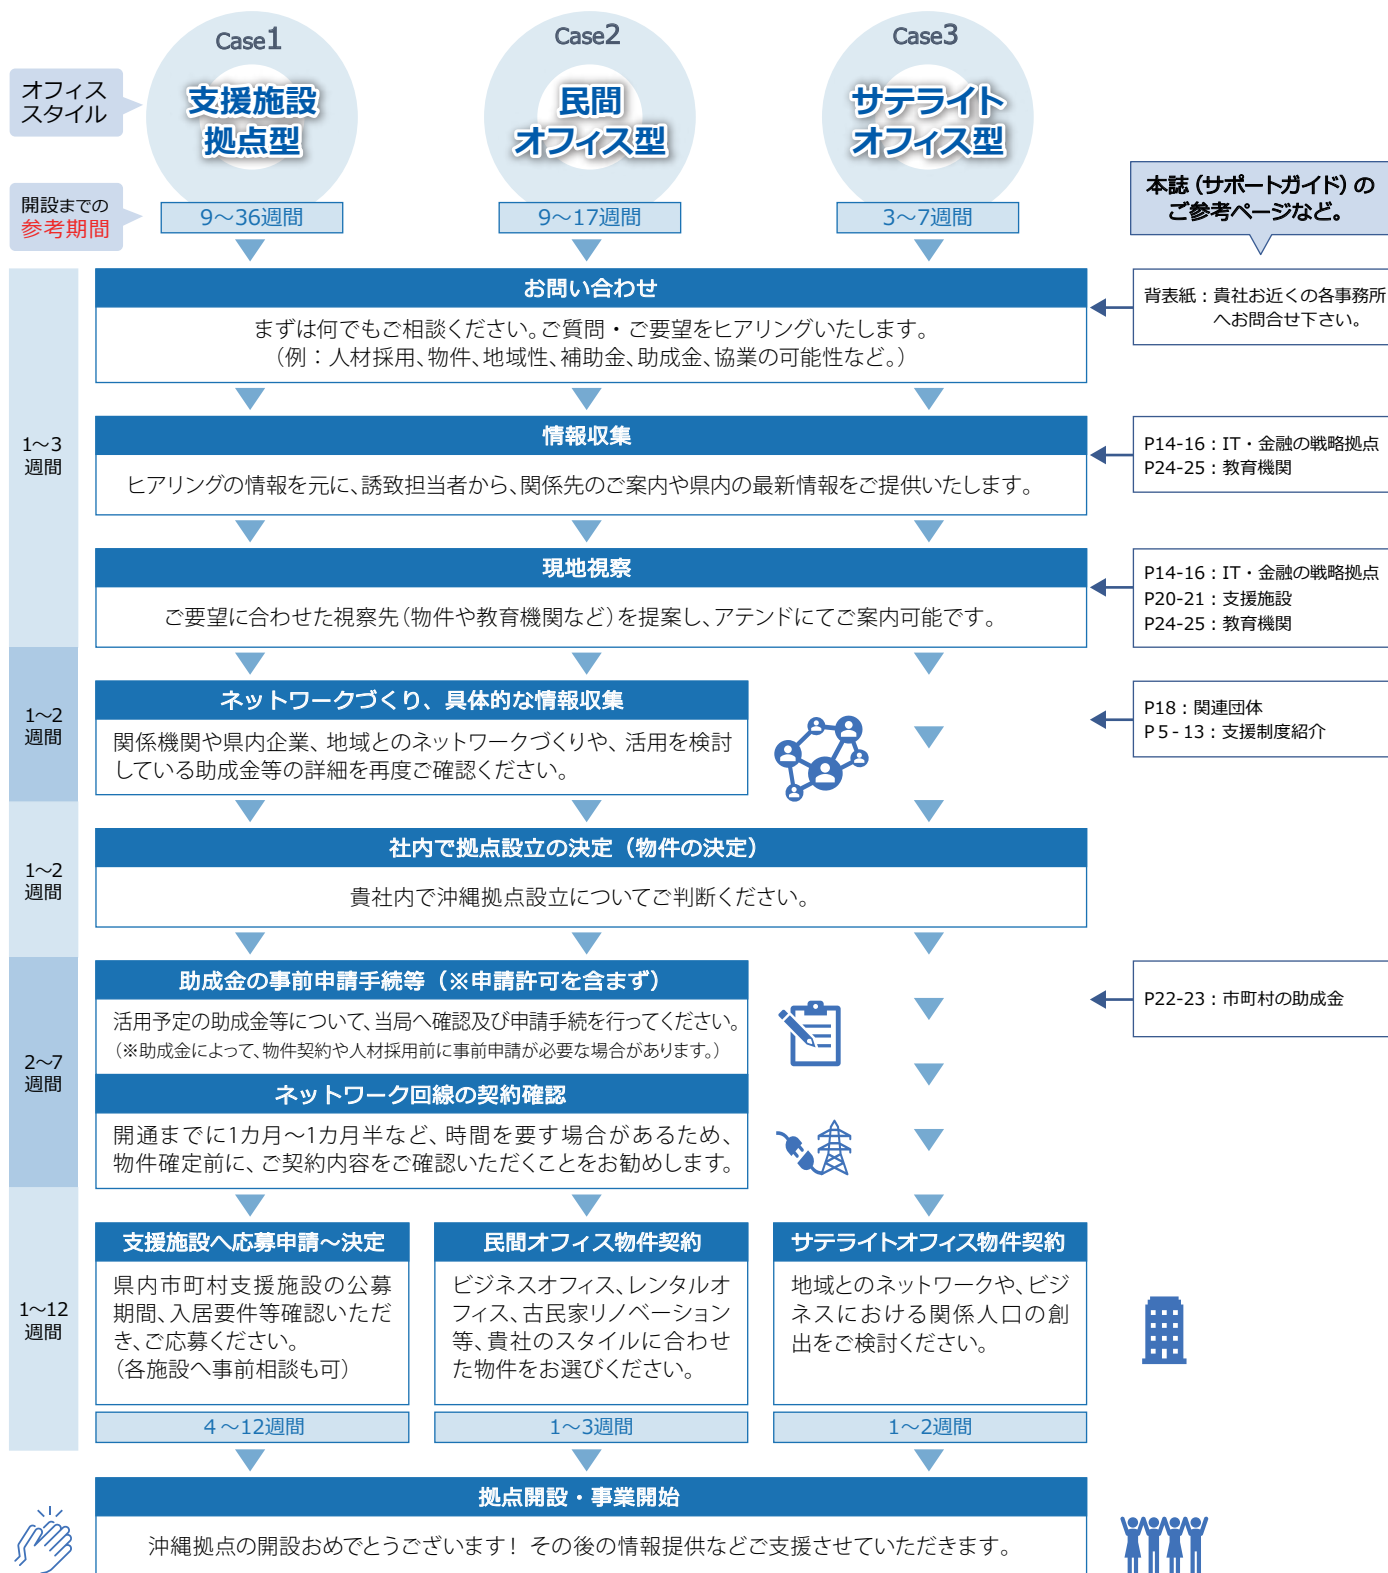 Case1
Case2
Case3
オフィス
スタイル
支援施設
拠点型
民間
オフィス型
サテライト
オフィス型
開設までの
参考期間
9～36週間
9～17週間
3～7週間
本誌（サポートガイド）の
ご参考ページなど。
お問い合わせ
まずは何でもご相談ください。ご質問・ご要望をヒアリングいたします。
（例：人材採用、物件、地域性、補助金、助成金、協業の可能性など。）
背表紙：貴社お近くの各事務所
へお問合せ下さい。
1～3
週間
情報収集
ヒアリングの情報を元に、誘致担当者から、関係先のご案内や県内の最新情報をご提供いたします。
P14-16：IT・金融の戦略拠点
P24-25：教育機関
現地視察
ご要望に合わせた視察先（物件や教育機関など）を提案し、アテンドにてご案内可能です。
P14-16：IT・金融の戦略拠点
P20-21：支援施設
P24-25：教育機関
1～2
週間
ネットワークづくり、具体的な情報収集
関係機関や県内企業、地域とのネットワークづくりや、活用を検討
している助成金等の詳細を再度ご確認ください。
P18：関連団体
P 5 - 13：支援制度紹介
1～2
週間
社内で拠点設立の決定（物件の決定）
貴社内で沖縄拠点設立についてご判断ください。
2～7
週間
助成金の事前申請手続等（※申請許可を含まず）
活用予定の助成金等について、当局へ確認及び申請手続を行ってください。
（※助成金によって、物件契約や人材採用前に事前申請が必要な場合があります。）
P22-23：市町村の助成金
ネットワーク回線の契約確認
開通までに1カ月～1カ月半など、時間を要す場合があるため、
物件確定前に、ご契約内容をご確認いただくことをお勧めします。
1～12
週間
支援施設へ応募申請～決定
県内市町村支援施設の公募
期間、入居要件等確認いただ
き、ご応募ください。
（各施設へ事前相談も可）
4～12週間
民間オフィス物件契約
ビジネスオフィス、レンタルオ
フィス、古民家リノベーション
等、貴社のスタイルに合わせ
た物件をお選びください。
1～3週間
サテライトオフィス物件契約
地域とのネットワークや、ビジ
ネスにおける関係人口の創
出をご検討ください。
1～2週間
拠点開設・事業開始
沖縄拠点の開設おめでとうございます！その後の情報提供などご支援させていただきます。